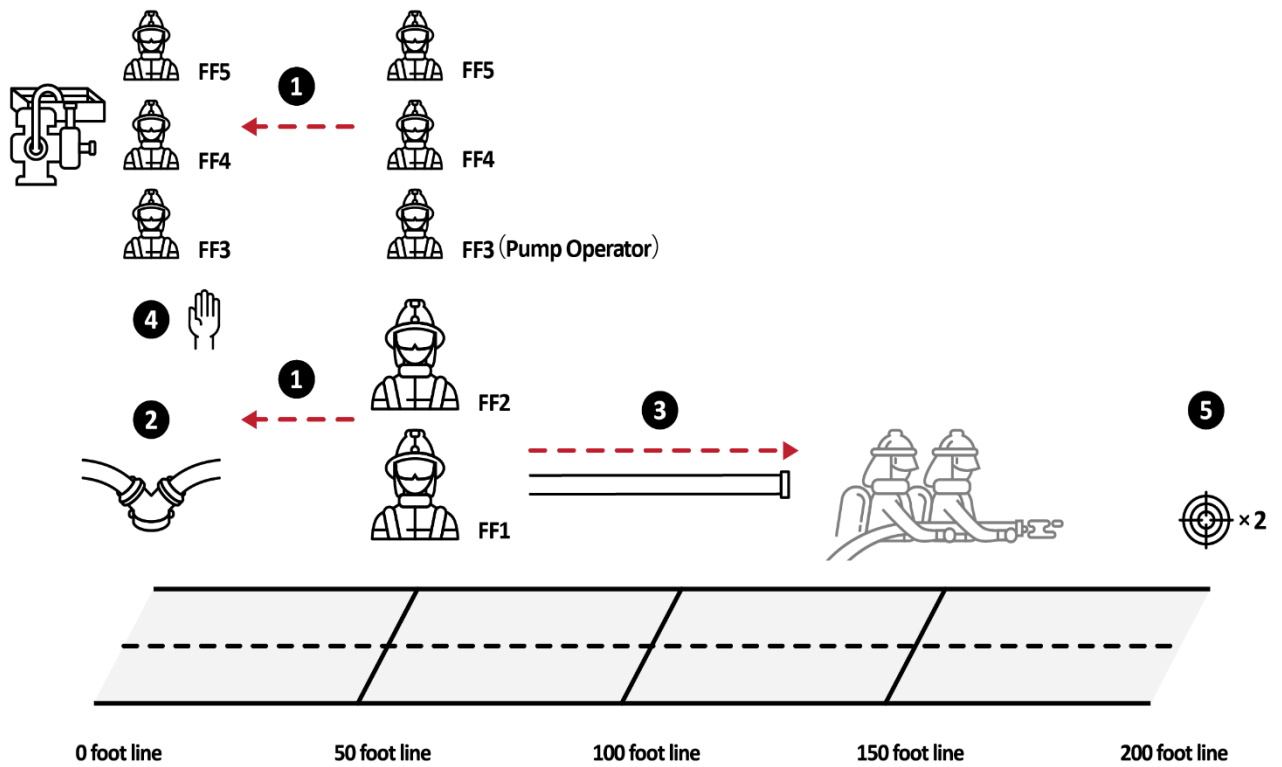 FF5
1
FF5
FF4
FF4
FF3
FF3（Pump Operator）
4
1
2
FF2
3
5
FF1
×2
0 foot line
50 foot line
100 foot line
150 foot line
200 foot line